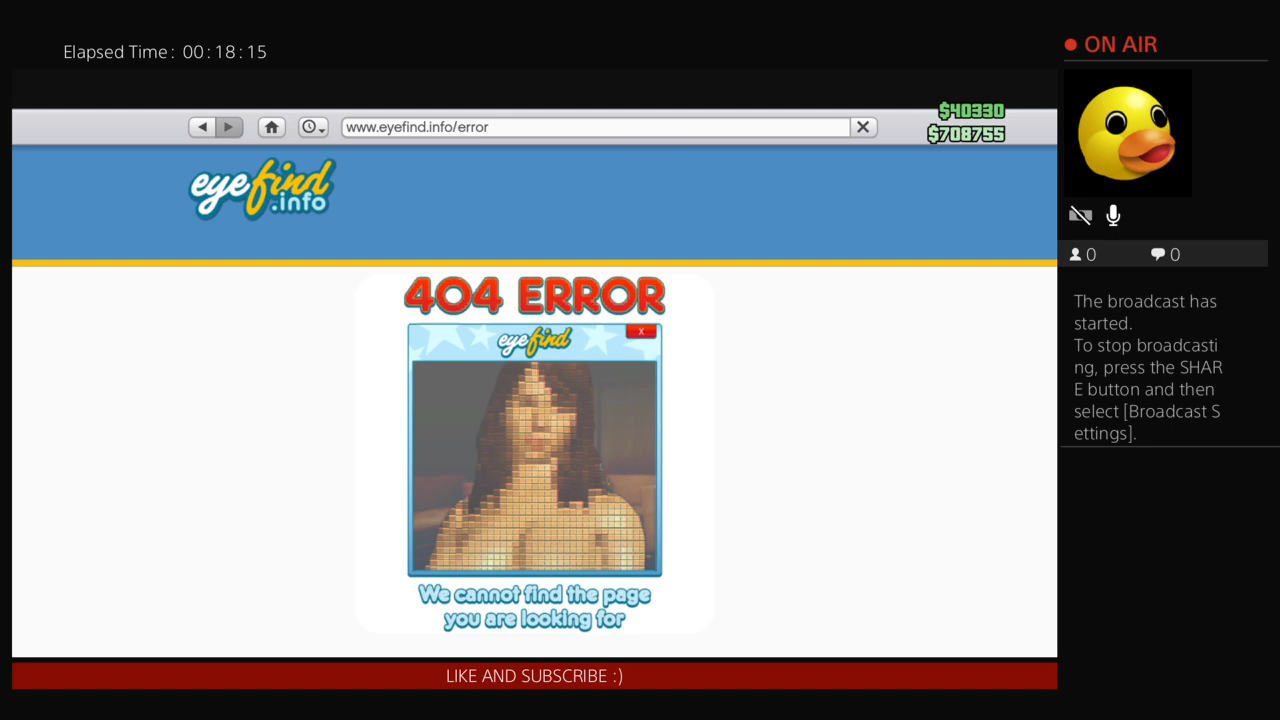 Elapsed Time: 00:18:15
ON AIR
www.eyefind.info/error
$40330
$708755
eyefind
.info
0 0
404 ERROR
eyefind
X
We cannot find the page
you are looking for
The broadcast has
started.
To stop broadcasti
ng, press the SHAR
E button and then
select [Broadcast S
ettings].
LIKE AND SUBSCRIBE :)